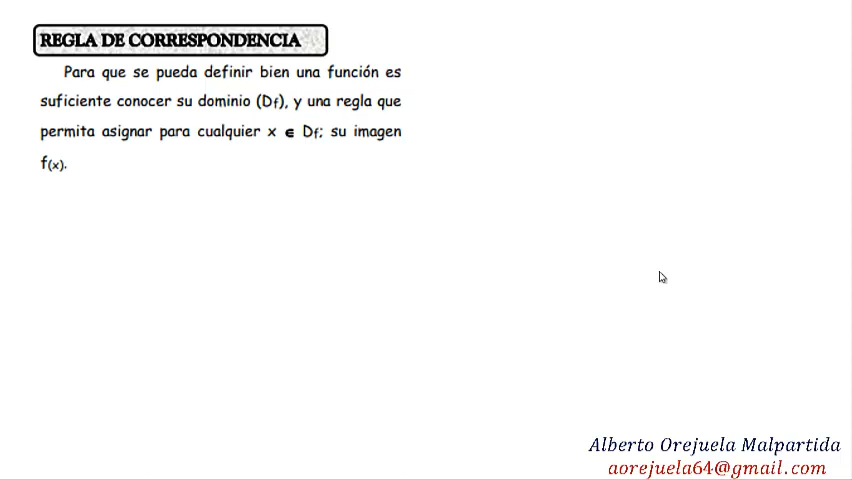 REGLA DE CORRESPONDENCIA
Para que se pueda definir bien una función es
suficiente conocer su dominio (Df), y una regla que
permita asignar para cualquier x ∈ Df; su imagen
f(x).
Alberto Orejuela Malpartida
aorejuela64@gmail.com